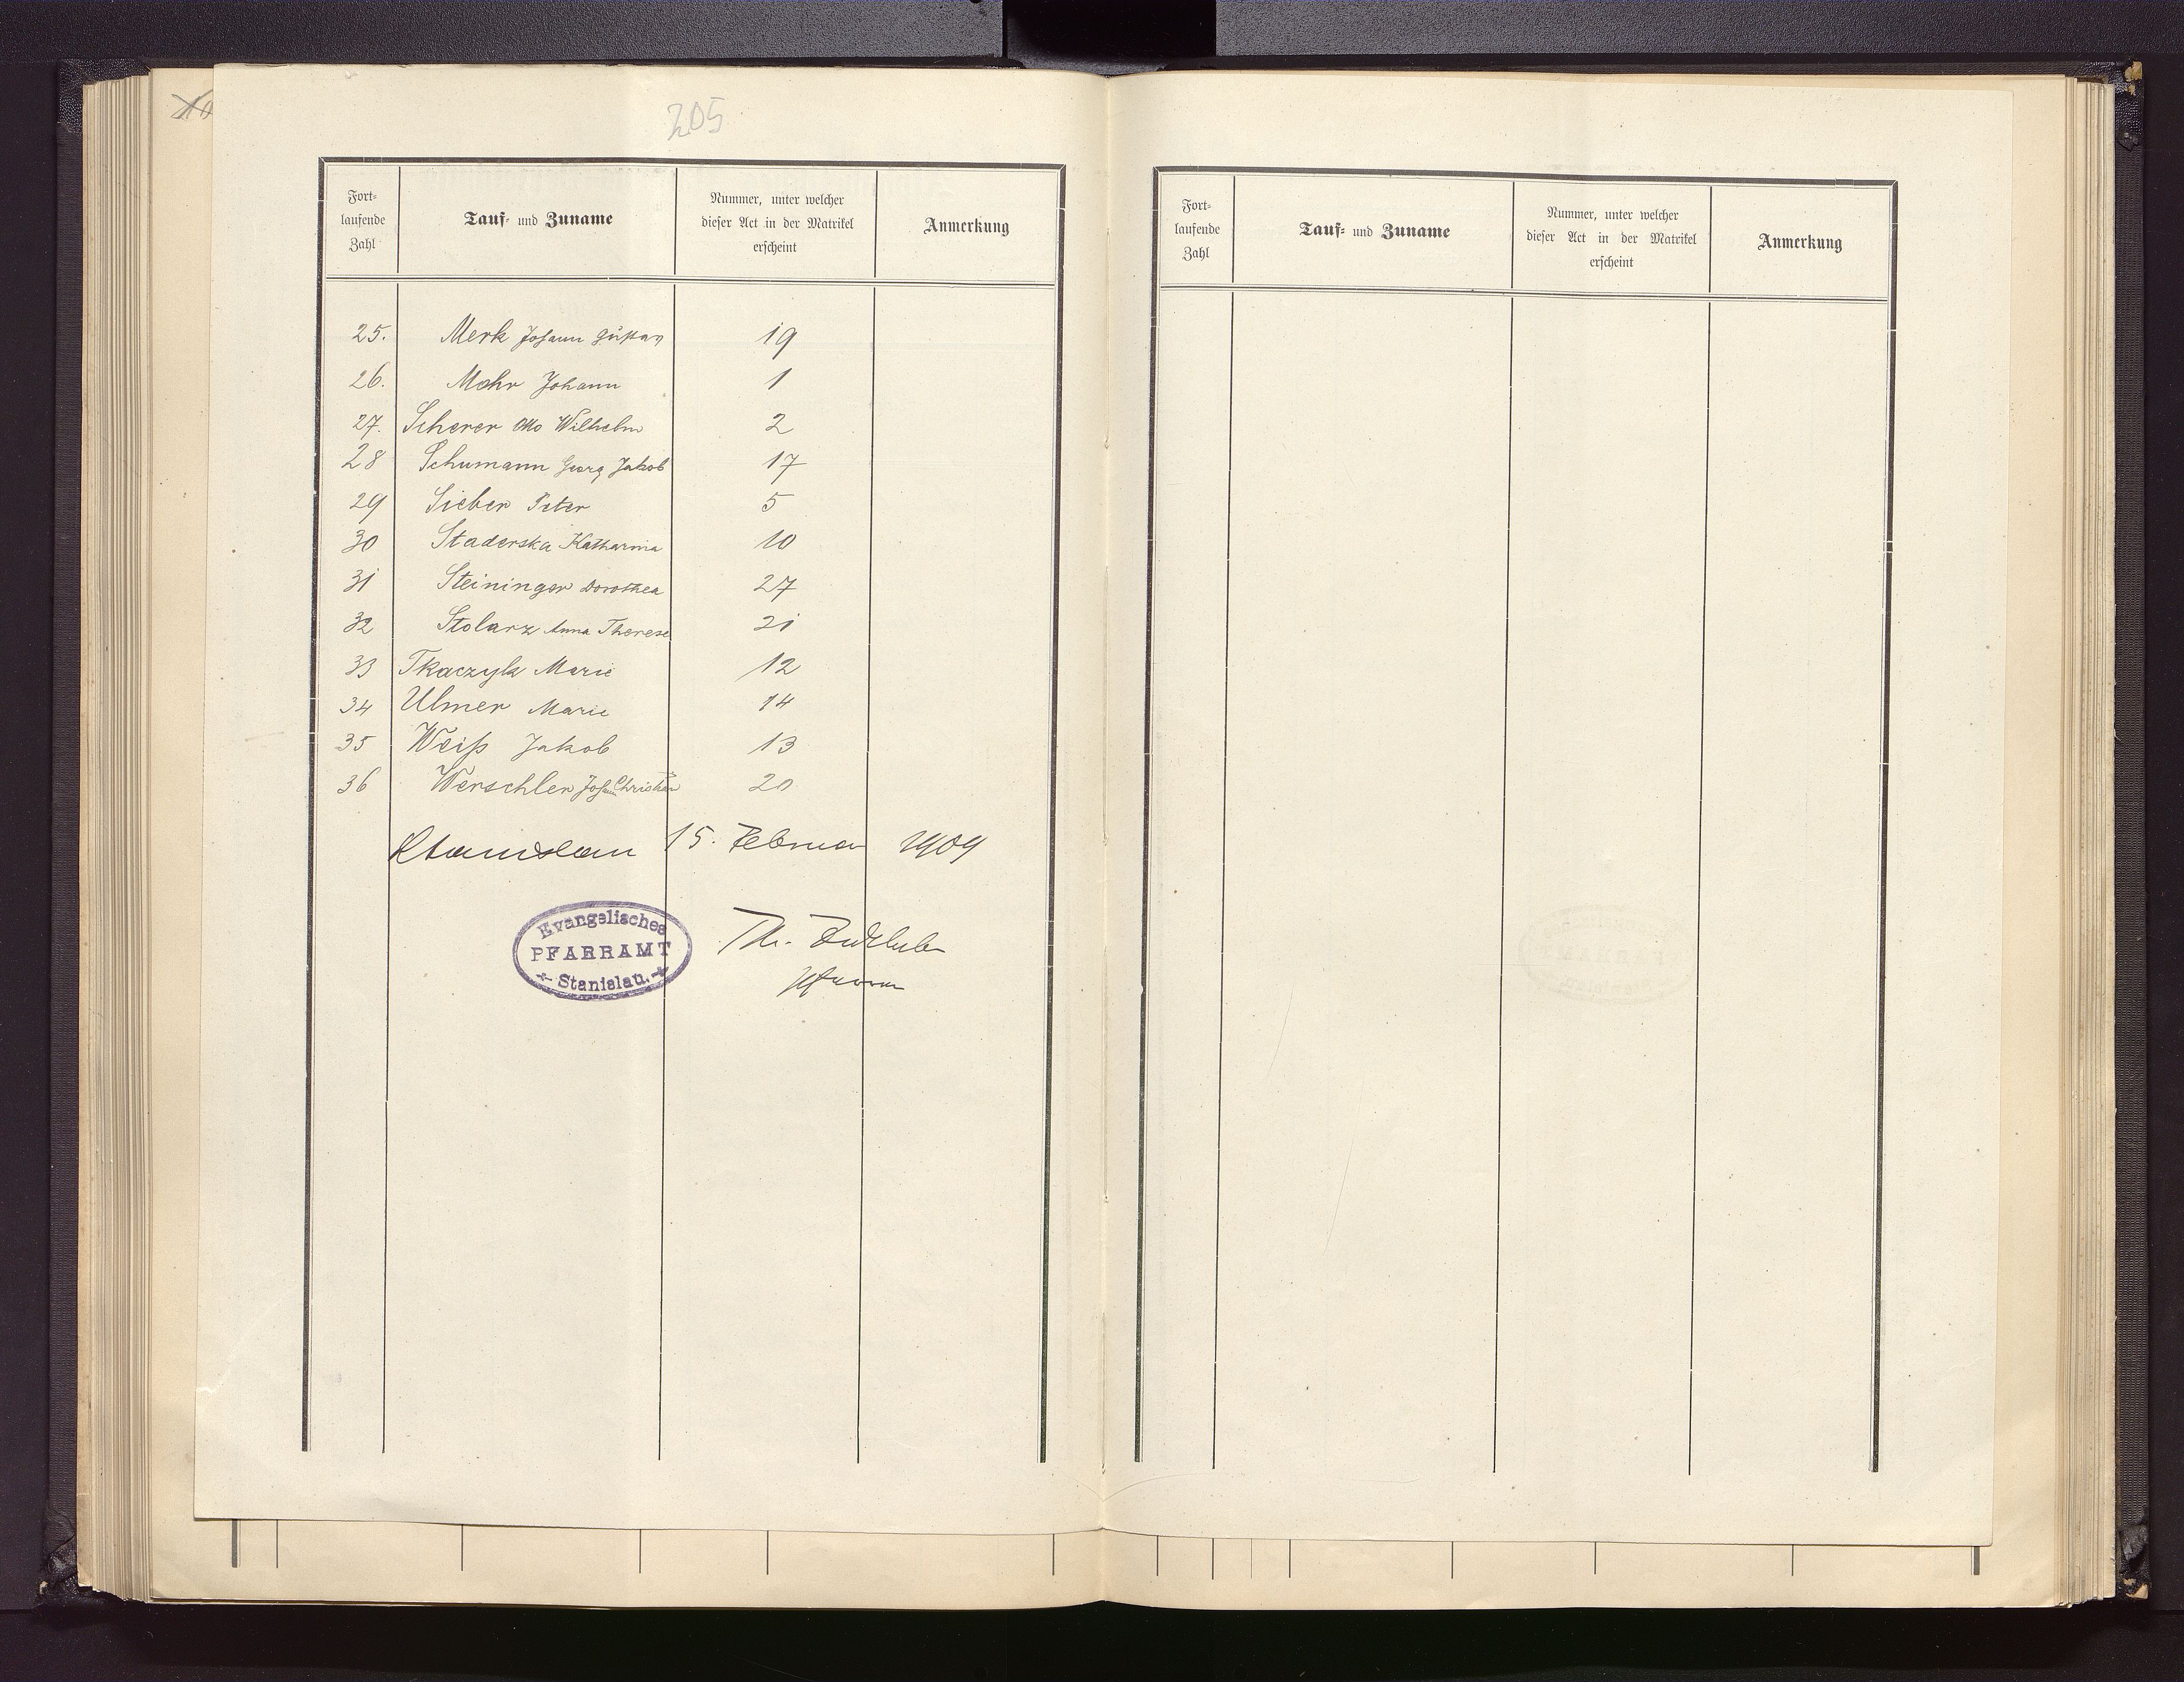 205
Fort-
laufende
Zahl
Tauf- und Zuname
Nummer, unter welcher
dieser Act in der Matrikel
erscheint
Anmerkung
25. Merk Johann Gustav 19
26. Mohr Johann 1
27. Scherer Otto Wilhelm 2
28 Schumann Georg Jakob 17
29 Sieber Peter 5
30 Staderska Katharina 10
31 Steininger Dorothea 27
32 Stolarz Anna Therese 21
33 Tkaczyk Marie 12
34 Ulmer Marie 14
35 Weiß Jakob 13
36 Werschler Johann Christian 20
Stanislau 15. Februar 1909
Evangelisches
PFARRAMT
Stanislau.
Th. Zöckler
Pfarrer
Fort-
laufende
Zahl
Tauf- und Zuname
Nummer, unter welcher
dieser Act in der Matrikel
erscheint
Anmerkung